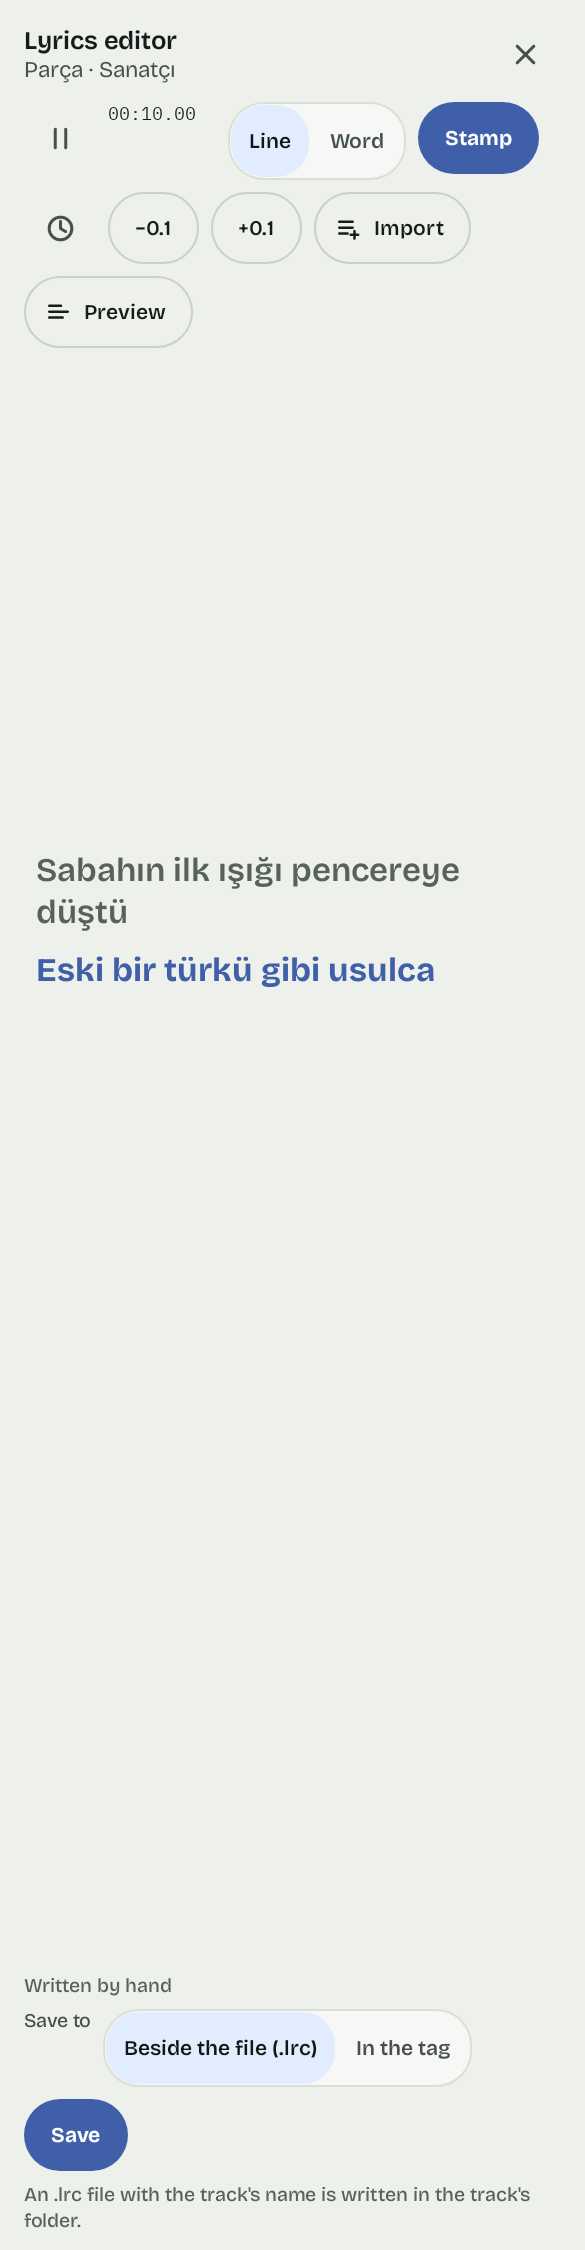 Lyrics editor
Parça · Sanatçı
00:10.00
Line
Word
Stamp
−0.1
+0.1
Import
Preview
Sabahın ilk ışığı pencereye
düştü
Eski bir türkü gibi usulca
Written by hand
Save to
Beside the file (.lrc)
In the tag
Save
An .lrc file with the track's name is written in the track's
folder.